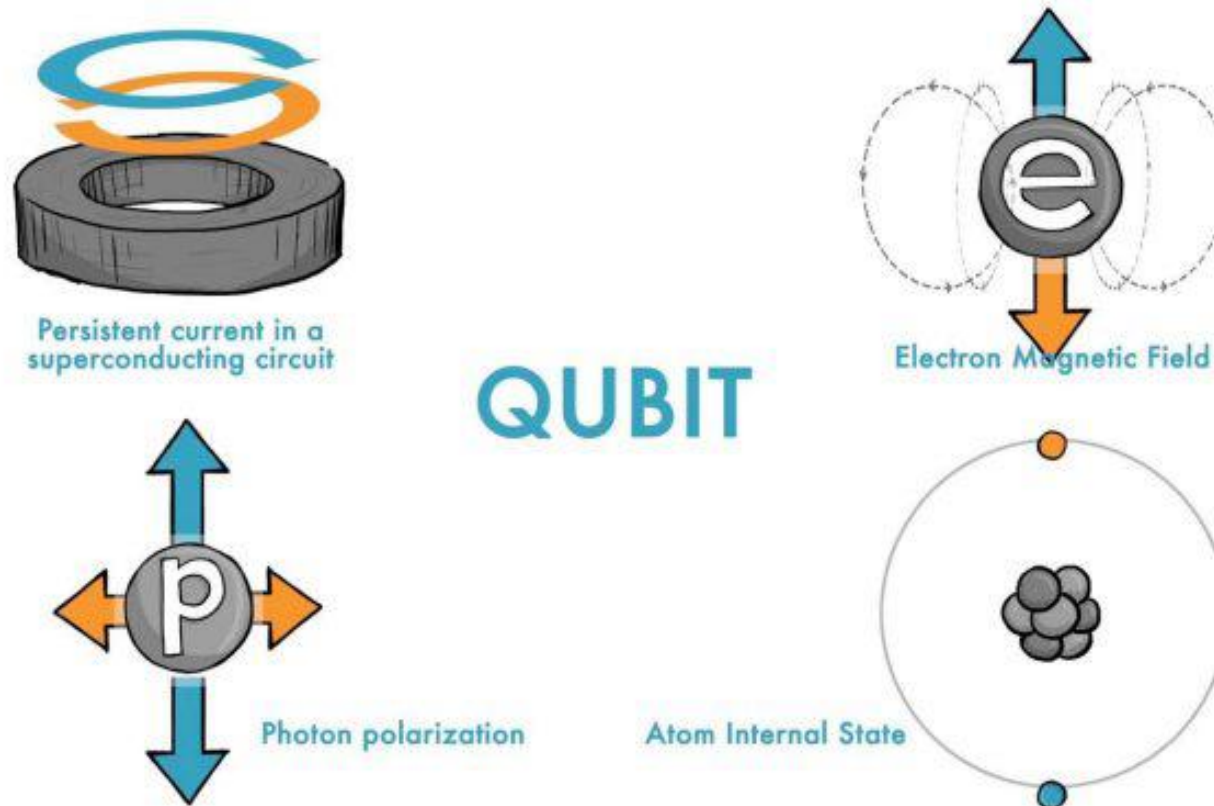 Persistent current in a
superconducting circuit
e
Electron Magnetic Field
QUBIT
p
Photon polarization
Atom Internal State